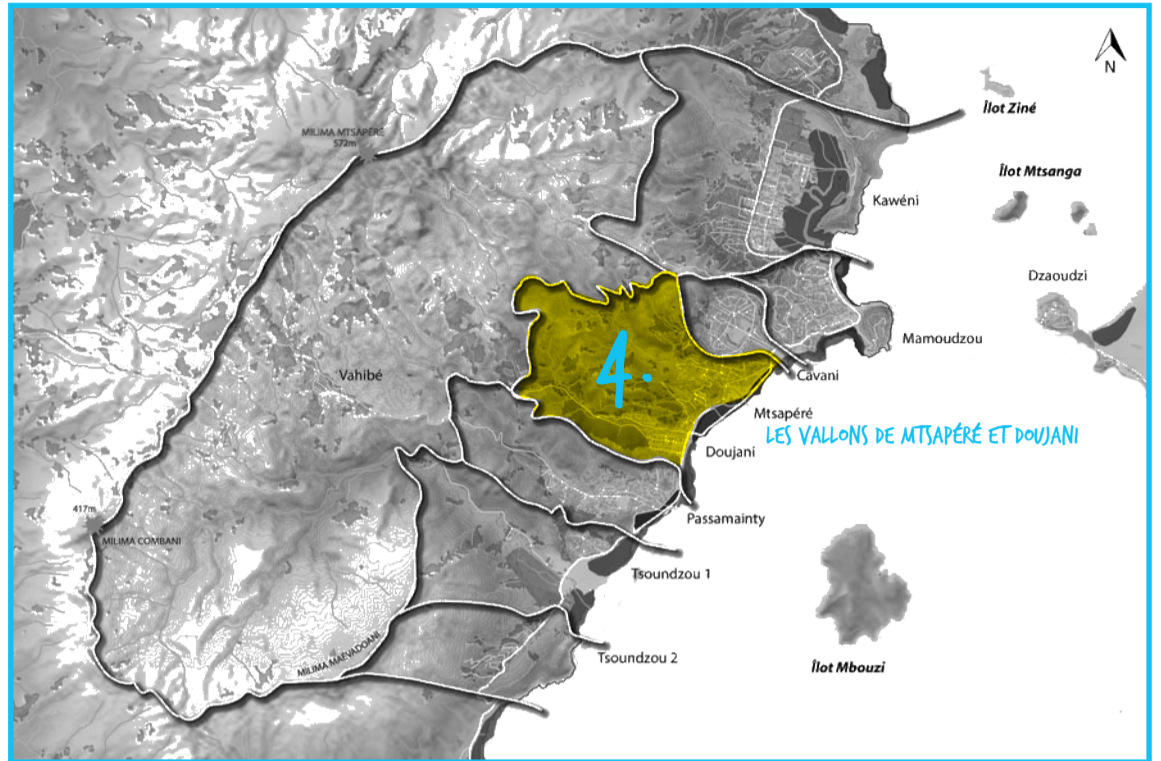 N
Îlot Ziné
MILIMA MTSAPÉRÉ
572m
Îlot Mtsanga
Kawéni
Dzaoudzi
Mamoudzou
4.
Vahibé
Cavani
Mtsapéré
LES VALLONS DE MTSAPÉRÉ ET DOUJANI
Doujani
417m
Passamainty
MILIMA COMBANI
Tsoundzou 1
MILIMA MAEVADOANI
Tsoundzou 2
Îlot Mbouzi